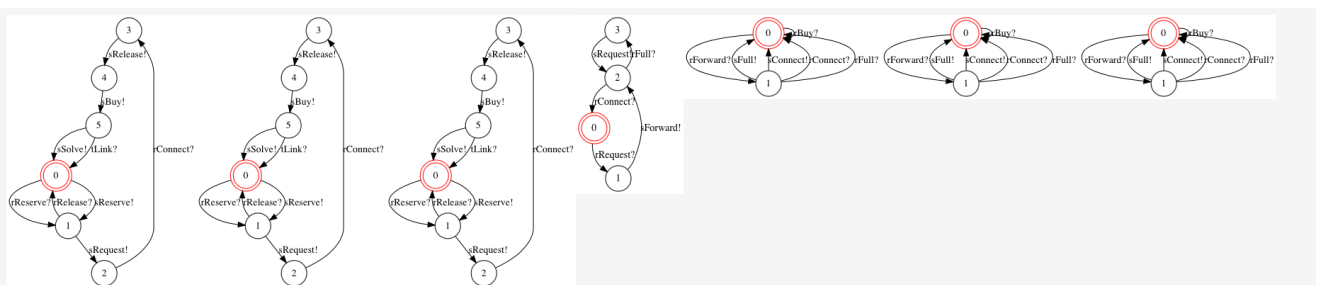 3
sRelease!
4
sBuy!
5
sSolve! tLink? rConnect?
0
rReserve? rRelease? sReserve!
1
sRequest!
2
3
sRelease!
4
sBuy!
5
sSolve! tLink? rConnect?
0
rReserve? rRelease? sReserve!
1
sRequest!
2
3
sRelease!
4
sBuy!
5
sSolve! tLink? rConnect?
0
rReserve? rRelease? sReserve!
1
sRequest!
2
3
sRequest! rFull?
2
rConnect?
0 sForward!
rRequest?
1
0 rBuy?
rForward? sFull! sConnect! rConnect? rFull?
1
0 rBuy?
rForward? sFull! sConnect! rConnect? rFull?
1
0 rBuy?
rForward? sFull! sConnect! rConnect? rFull?
1